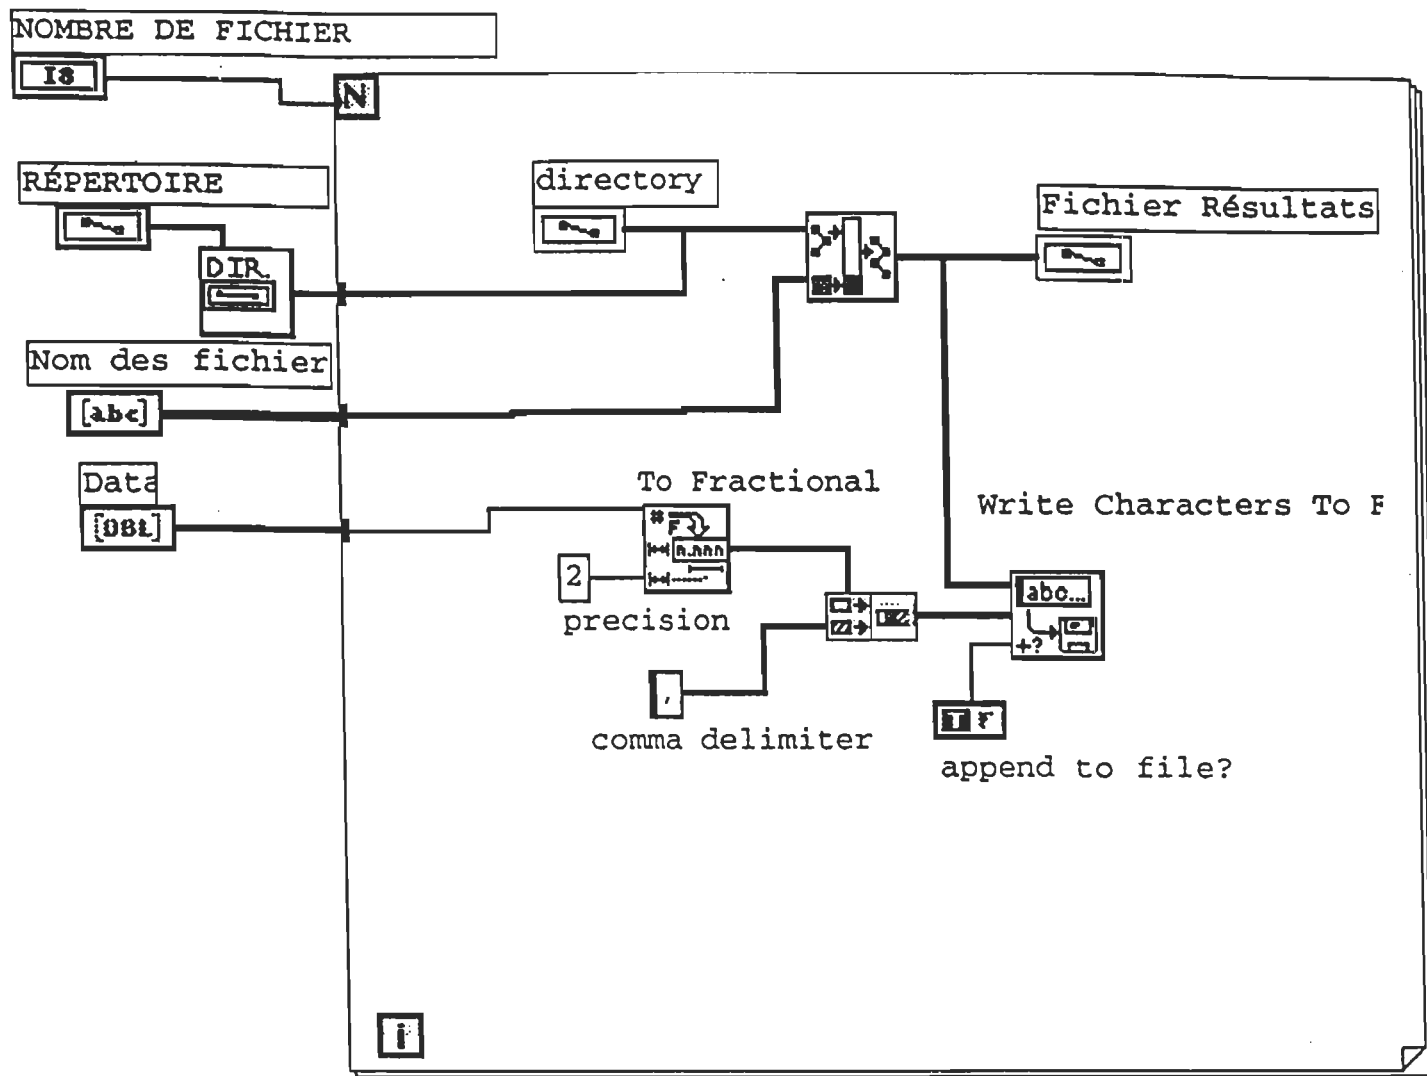 NOMBRE DE FICHIER
I8
N
RÉPERTOIRE
directory
Fichier Résultats
DIR.
Nom des fichier
[abc]
To Fractional
Data
Write Characters To F
[DBL]
#
F
n.nnn
2
abc...
precision
+?
,
T F
comma delimiter
append to file?
i